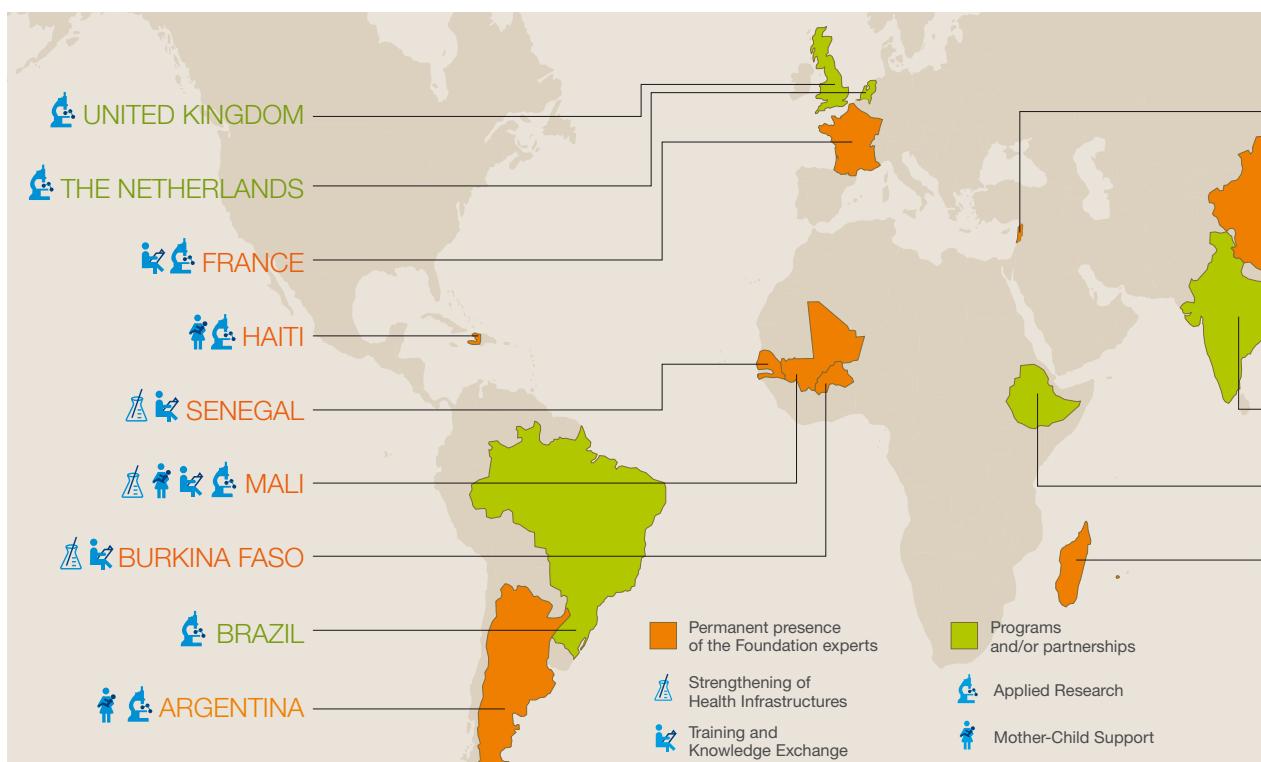 UNITED KINGDOM
THE NETHERLANDS
FRANCE
HAITI
SENEGAL
MALI
BURKINA FASO
BRAZIL
ARGENTINA
Permanent presence
of the Foundation experts
Strengthening of
Health Infrastructures
Training and
Knowledge Exchange
Programs
and/or partnerships
Applied Research
Mother-Child Support